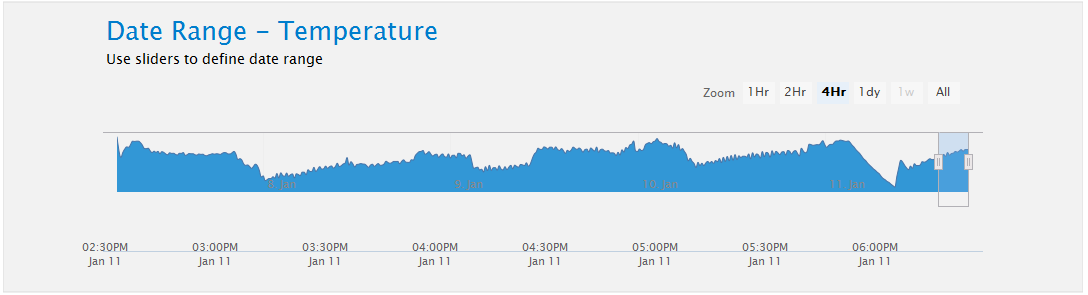 Date Range - Temperature
Use sliders to define date range
Zoom 1Hr 2Hr 4Hr 1dy 1w All
8. Jan 9. Jan 10. Jan 11. Jan
02:30PM 03:00PM 03:30PM 04:00PM 04:30PM 05:00PM 05:30PM 06:00PM
Jan 11 Jan 11 Jan 11 Jan 11 Jan 11 Jan 11 Jan 11 Jan 11